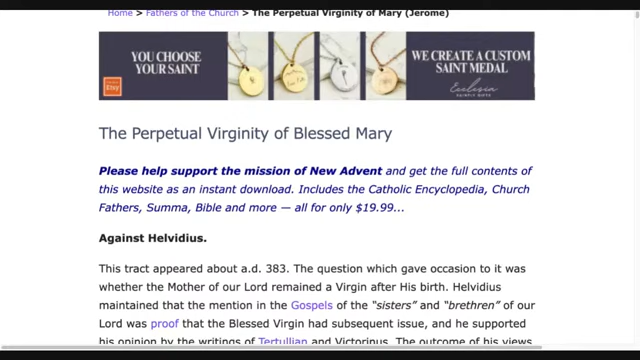 Home > Fathers of the Church > The Perpetual Virginity of Mary (Jerome)
YOU CHOOSE
YOUR SAINT
Etsy
WE CREATE A CUSTOM
SAINT MEDAL
Ecclesia
The Perpetual Virginity of Blessed Mary
Please help support the mission of New Advent and get the full contents of
this website as an instant download. Includes the Catholic Encyclopedia, Church
Fathers, Summa, Bible and more — all for only $19.99...
Against Helvidius.
This tract appeared about a.d. 383. The question which gave occasion to it was
whether the Mother of our Lord remained a Virgin after His birth. Helvidius
maintained that the mention in the Gospels of the “sisters” and “brethren” of our
Lord was proof that the Blessed Virgin had subsequent issue, and he supported
his opinion by the writings of Tertullian and Victorinus. The outcome of his views